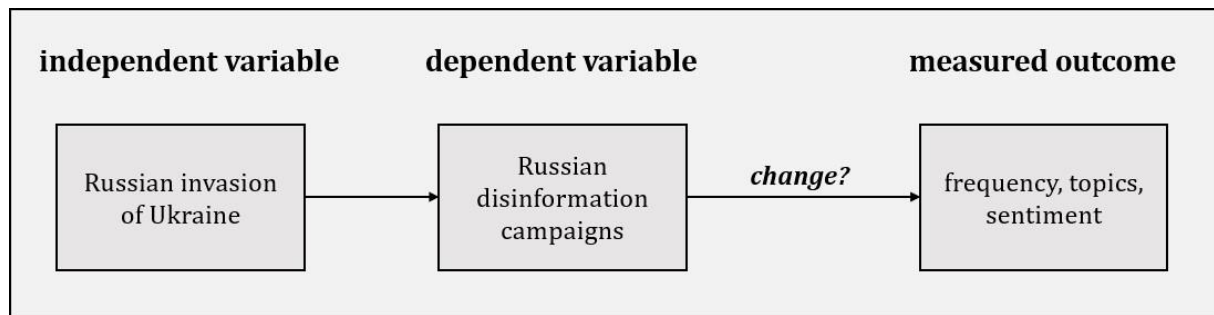 independent variable
dependent variable
measured outcome
Russian invasion
of Ukraine
Russian
disinformation
campaigns
change?
frequency, topics,
sentiment